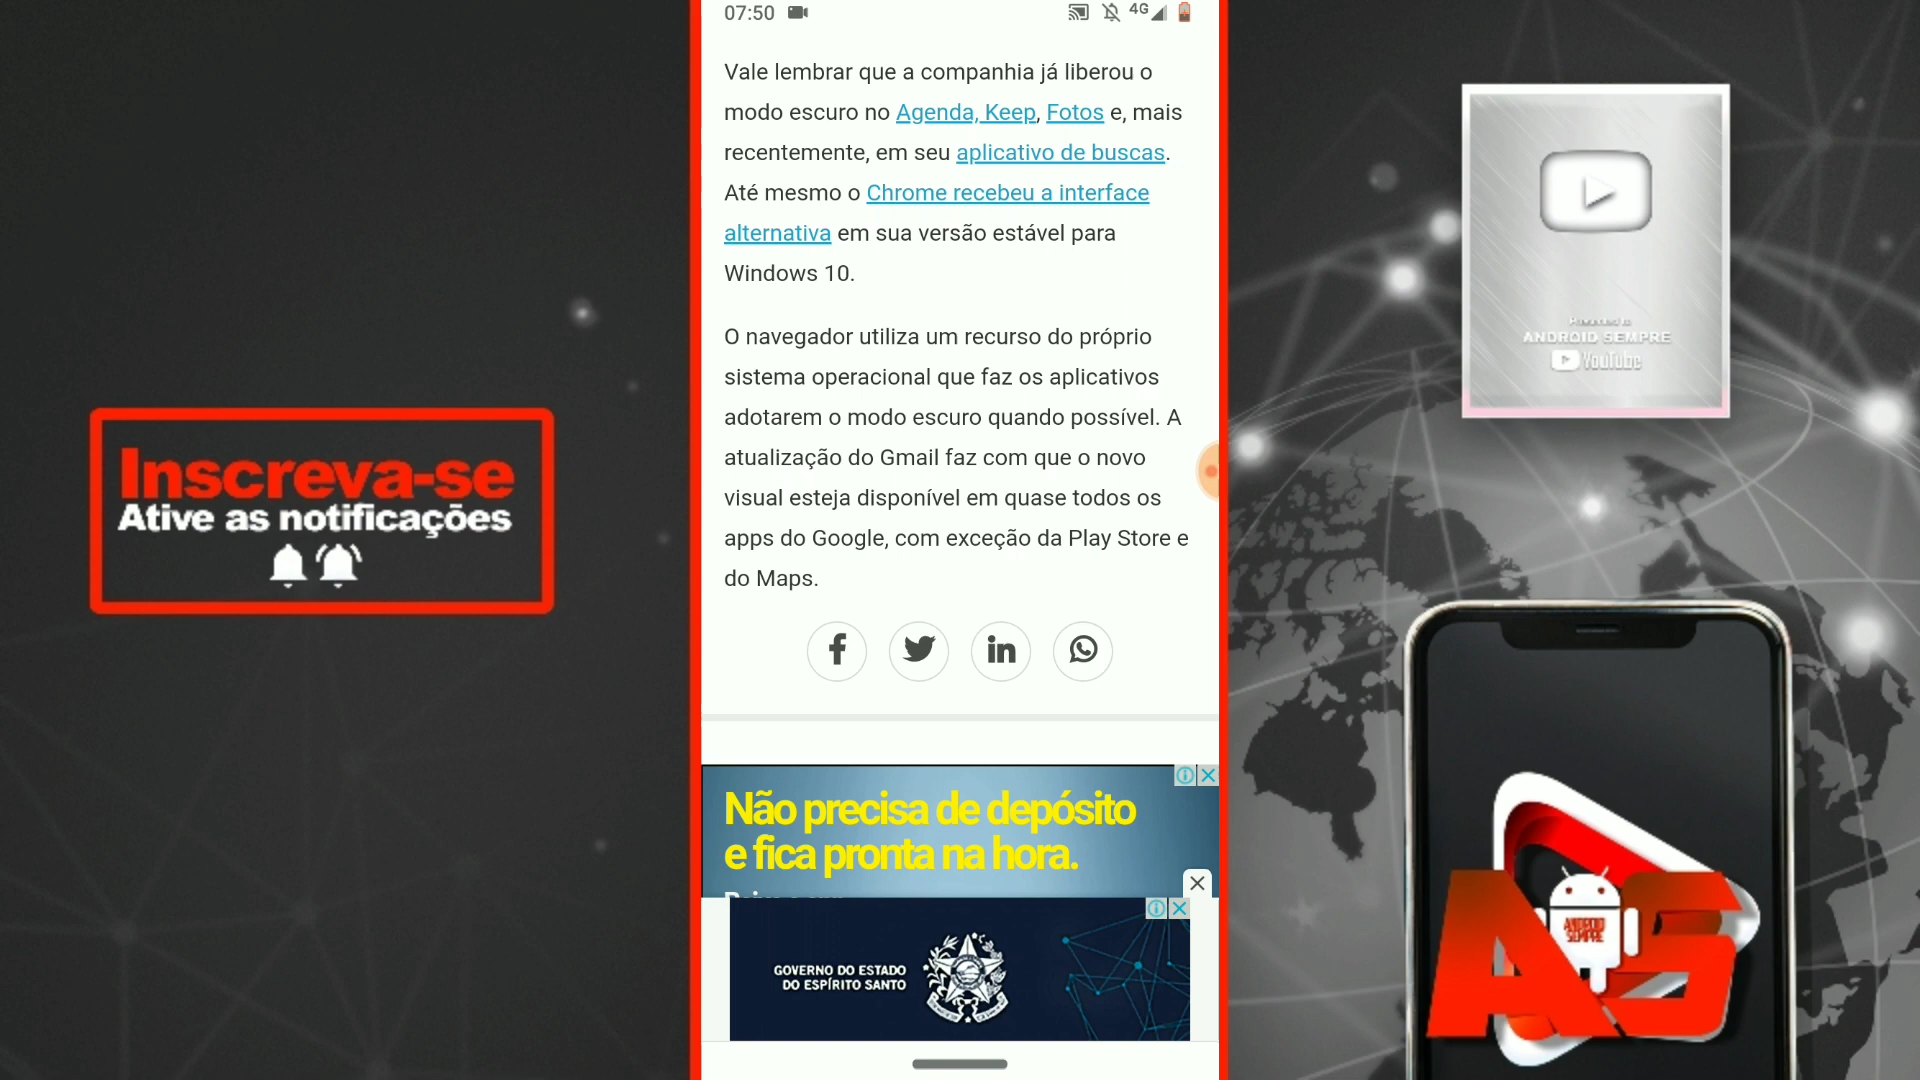 07:50
4G
Vale lembrar que a companhia já liberou o
modo escuro no Agenda, Keep, Fotos e, mais
recentemente, em seu aplicativo de buscas.
Até mesmo o Chrome recebeu a interface
alternativa em sua versão estável para
Windows 10.
O navegador utiliza um recurso do próprio
sistema operacional que faz os aplicativos
adotarem o modo escuro quando possível. A
atualização do Gmail faz com que o novo
visual esteja disponível em quase todos os
apps do Google, com exceção da Play Store e
do Maps.
Não precisa de depósito
e fica pronta na hora.
GOVERNO DO ESTADO
DO ESPÍRITO SANTO
Inscreva-se
Ative as notificações
ANDROID SEMPRE
YouTube
AS
ANDROID
SEMPRE